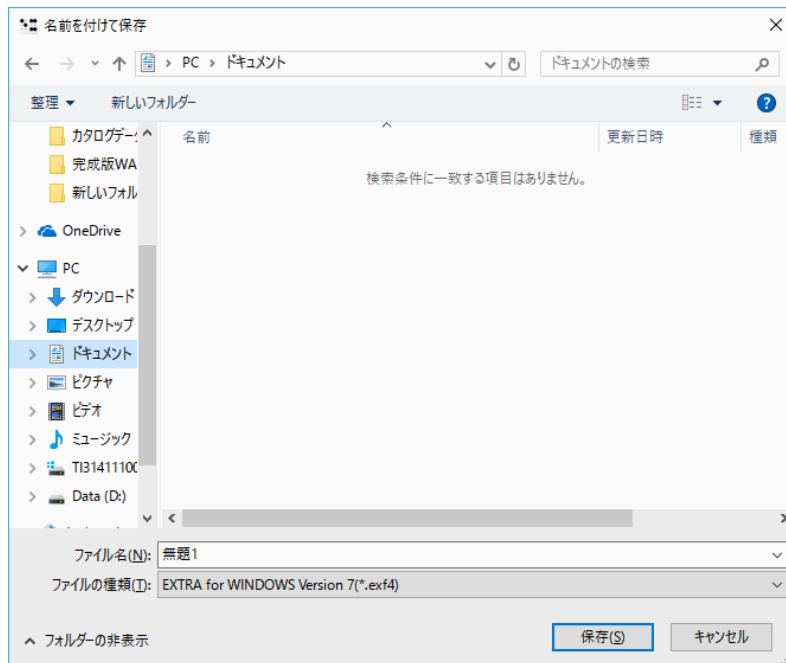 名前を付けて保存
PC › ドキュメント
ドキュメントの検索
整理
新しいフォルダー
カタログデータ
完成版WA
新しいフォル
OneDrive
PC
ダウンロード
デスクトップ
ドキュメント
ピクチャ
ビデオ
ミュージック
TI31411100
Data (D:)
名前
更新日時
種類
検索条件に一致する項目はありません。
ファイル名(N): 無題1
ファイルの種類(T): EXTRA for WINDOWS Version 7(*.exf4)
フォルダーの非表示
保存(S)
キャンセル